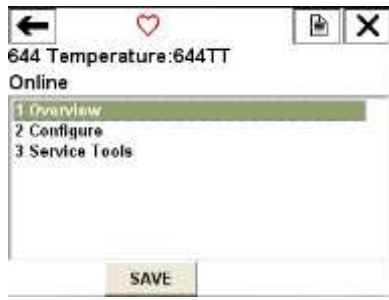 644 Temperature:644TT
Online
1 Overview
2 Configure
3 Service Tools
SAVE